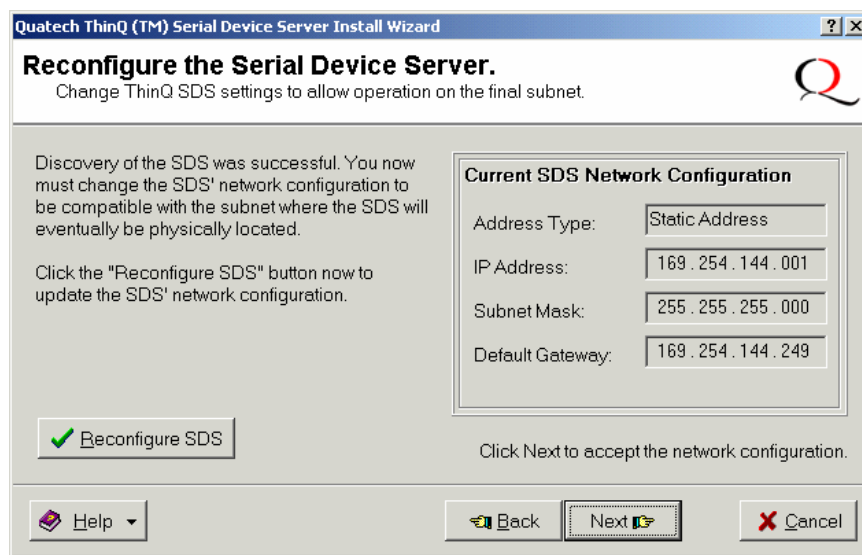 Quatech ThinQ (TM) Serial Device Server Install Wizard
Reconfigure the Serial Device Server.
Change ThinQ SDS settings to allow operation on the final subnet.
Discovery of the SDS was successful. You now
must change the SDS' network configuration to
be compatible with the subnet where the SDS will
eventually be physically located.
Click the "Reconfigure SDS" button now to
update the SDS' network configuration.
Reconfigure SDS
Current SDS Network Configuration
Address Type: Static Address
IP Address: 169 . 254 . 144 . 001
Subnet Mask: 255 . 255 . 255 . 000
Default Gateway: 169 . 254 . 144 . 249
Click Next to accept the network configuration.
Help
Back
Next
Cancel